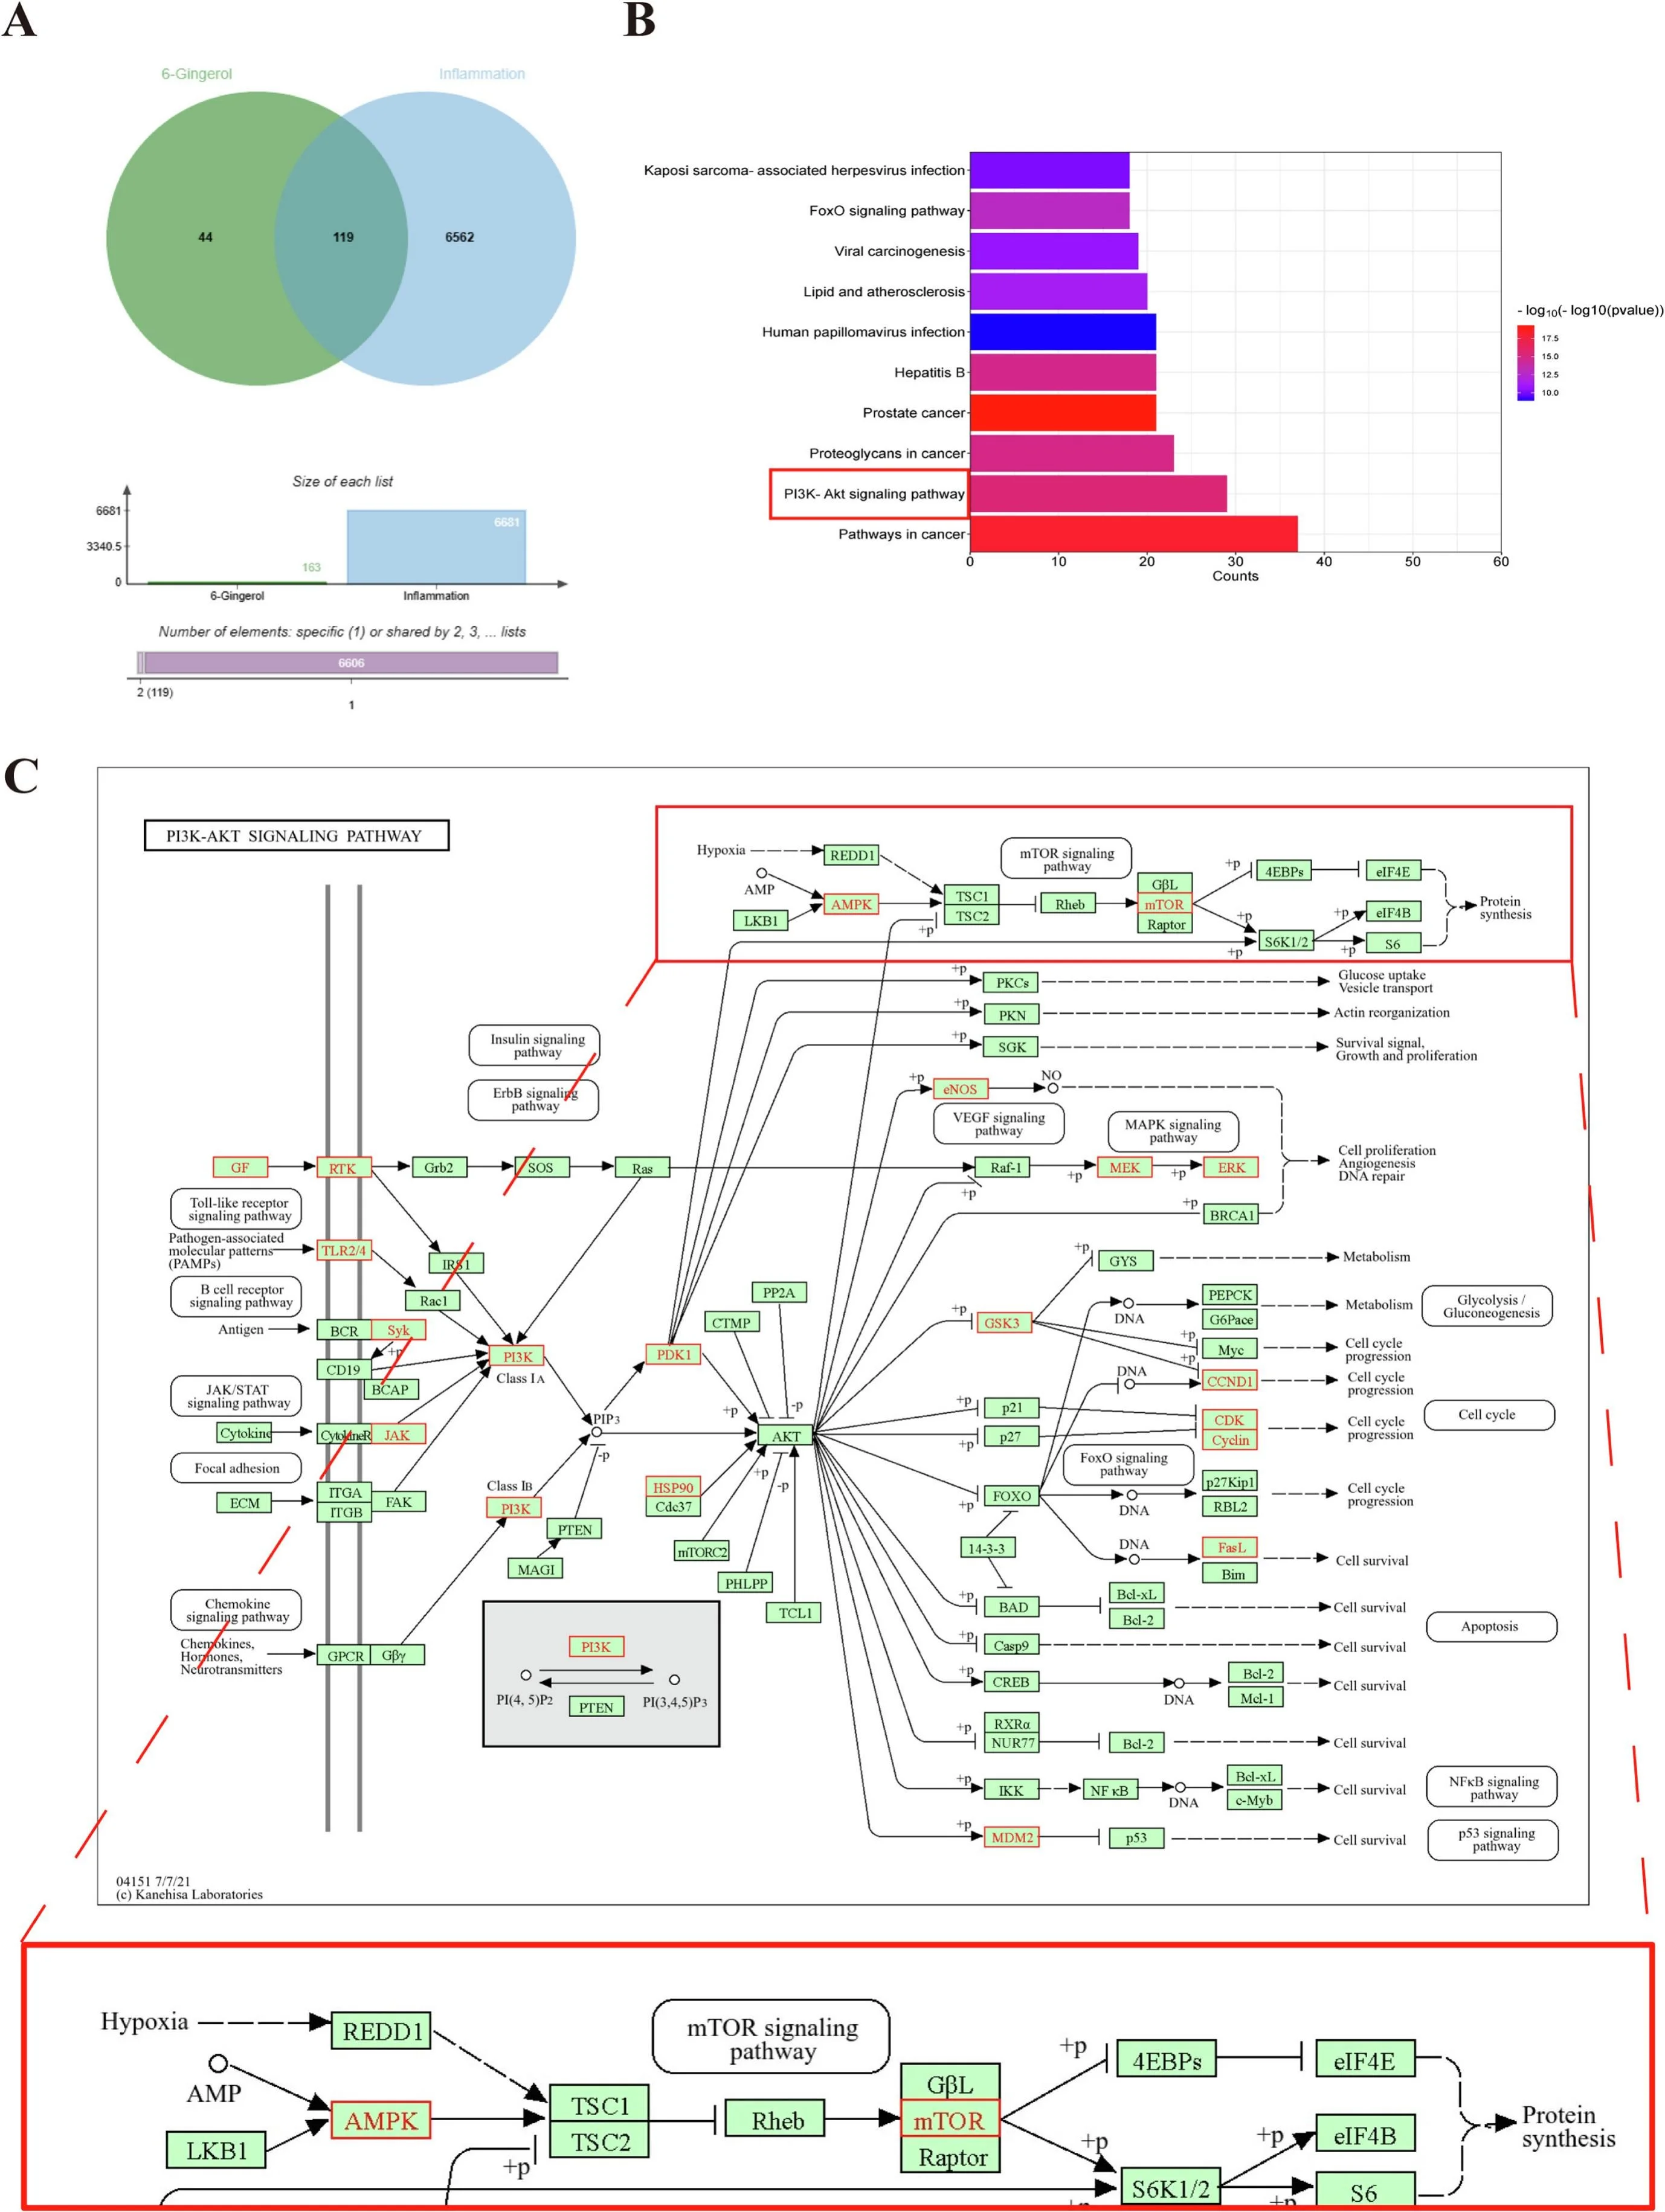 A
6-Gingerol
Inflammation
44
119
6562
Size of each list
6681
3340.5
0
163
6681
6-Gingerol
Inflammation
Number of elements: specific (1) or shared by 2, 3, ... lists
6606
2 (119)
1
B
Kaposi sarcoma- associated herpesvirus infection
FoxO signaling pathway
Viral carcinogenesis
Lipid and atherosclerosis
Human papillomavirus infection
Hepatitis B
Prostate cancer
Proteoglycans in cancer
PI3K- Akt signaling pathway
Pathways in cancer
0 10 20 30 40 50 60
Counts
- log10(- log10(pvalue))
17.5
15.0
12.5
10.0
C
PI3K-AKT SIGNALING PATHWAY
Hypoxia
REDD1
AMP
LKB1
AMPK
TSC1
TSC2
+p
mTOR signaling
pathway
Rheb
GβL
mTOR
Raptor
+p
4EBPs
eIF4E
+p
S6K1/2
+p
+p
eIF4B
+p
S6
Protein
synthesis
+p
PKCs
Glucose uptake
Vesicle transport
+p
PKN
Actin reorganization
+p
SGK
Survival signal,
Growth and proliferation
Insulin signaling
pathway
ErbB signaling
pathway
+p
eNOS
NO
VEGF signaling
pathway
MAPK signaling
pathway
GF
RTK
Grb2
SOS
Ras
Raf-1
+p
MEK
+p
ERK
+p
+p
BRCA1
Cell proliferation
Angiogenesis
DNA repair
Toll-like receptor
signaling pathway
Pathogen-associated
molecular patterns
(PAMPs)
TLR2/4
IRS1
Rac1
B cell receptor
signaling pathway
Antigen
BCR
Syk
+p
CD19
BCAP
PI3K
Class IA
JAK/STAT
signaling pathway
Cytokine
CytokineR
JAK
Focal adhesion
ECM
ITGA
ITGB
FAK
Chemokine
signaling pathway
Chemokines,
Hormones,
Neurotransmitters
GPCR
Gβγ
PDK1
PIP3
-p
Class IB
PI3K
PTEN
MAGI
PP2A
CTMP
+p
-p
AKT
HSP90
Cdc37
+p
-p
mTORC2
PHLPP
TCL1
PI3K
PI(4, 5)P2
PI(3,4,5)P3
PTEN
+p
GYS
Metabolism
+p
GSK3
DNA
PEPCK
G6Pace
Metabolism
Glycolysis /
Gluconeogenesis
+p
Myc
Cell cycle
progression
+p
DNA
CCND1
Cell cycle
progression
+p
p21
+p
p27
CDK
Cyclin
Cell cycle
progression
Cell cycle
FoxO signaling
pathway
+p
FOXO
DNA
p27Kip1
RBL2
Cell cycle
progression
14-3-3
DNA
FasL
Bim
Cell survival
+p
BAD
Bcl-xL
Bcl-2
Cell survival
Apoptosis
+p
Casp9
Cell survival
+p
CREB
DNA
Bcl-2
Mcl-1
Cell survival
+p
RXRα
NUR77
Bcl-2
Cell survival
+p
IKK
NFκB
DNA
Bcl-xL
c-Myb
Cell survival
NFκB signaling
pathway
+p
MDM2
p53
Cell survival
p53 signaling
pathway
04151 7/7/21
(c) Kanehisa Laboratories
Hypoxia
REDD1
AMP
LKB1
AMPK
TSC1
TSC2
+p
mTOR signaling
pathway
Rheb
GβL
mTOR
Raptor
+p
4EBPs
eIF4E
+p
S6K1/2
+p
eIF4B
S6
Protein
synthesis